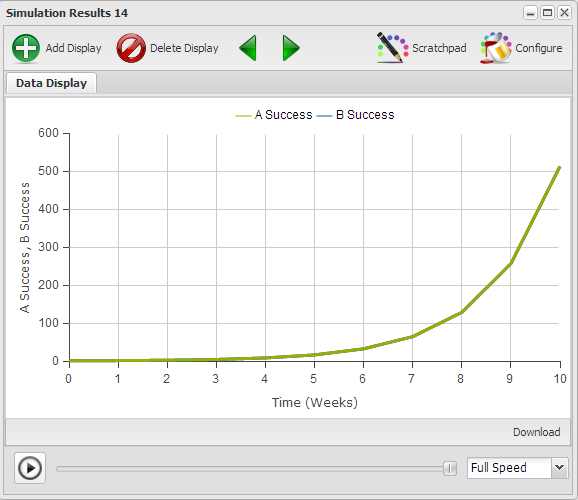 Simulation Results 14
Add Display Delete Display Scratchpad Configure
Data Display
A Success B Success
600
500
400
300
200
100
0
A Success, B Success
0 1 2 3 4 5 6 7 8 9 10
Time (Weeks)
Download
Full Speed